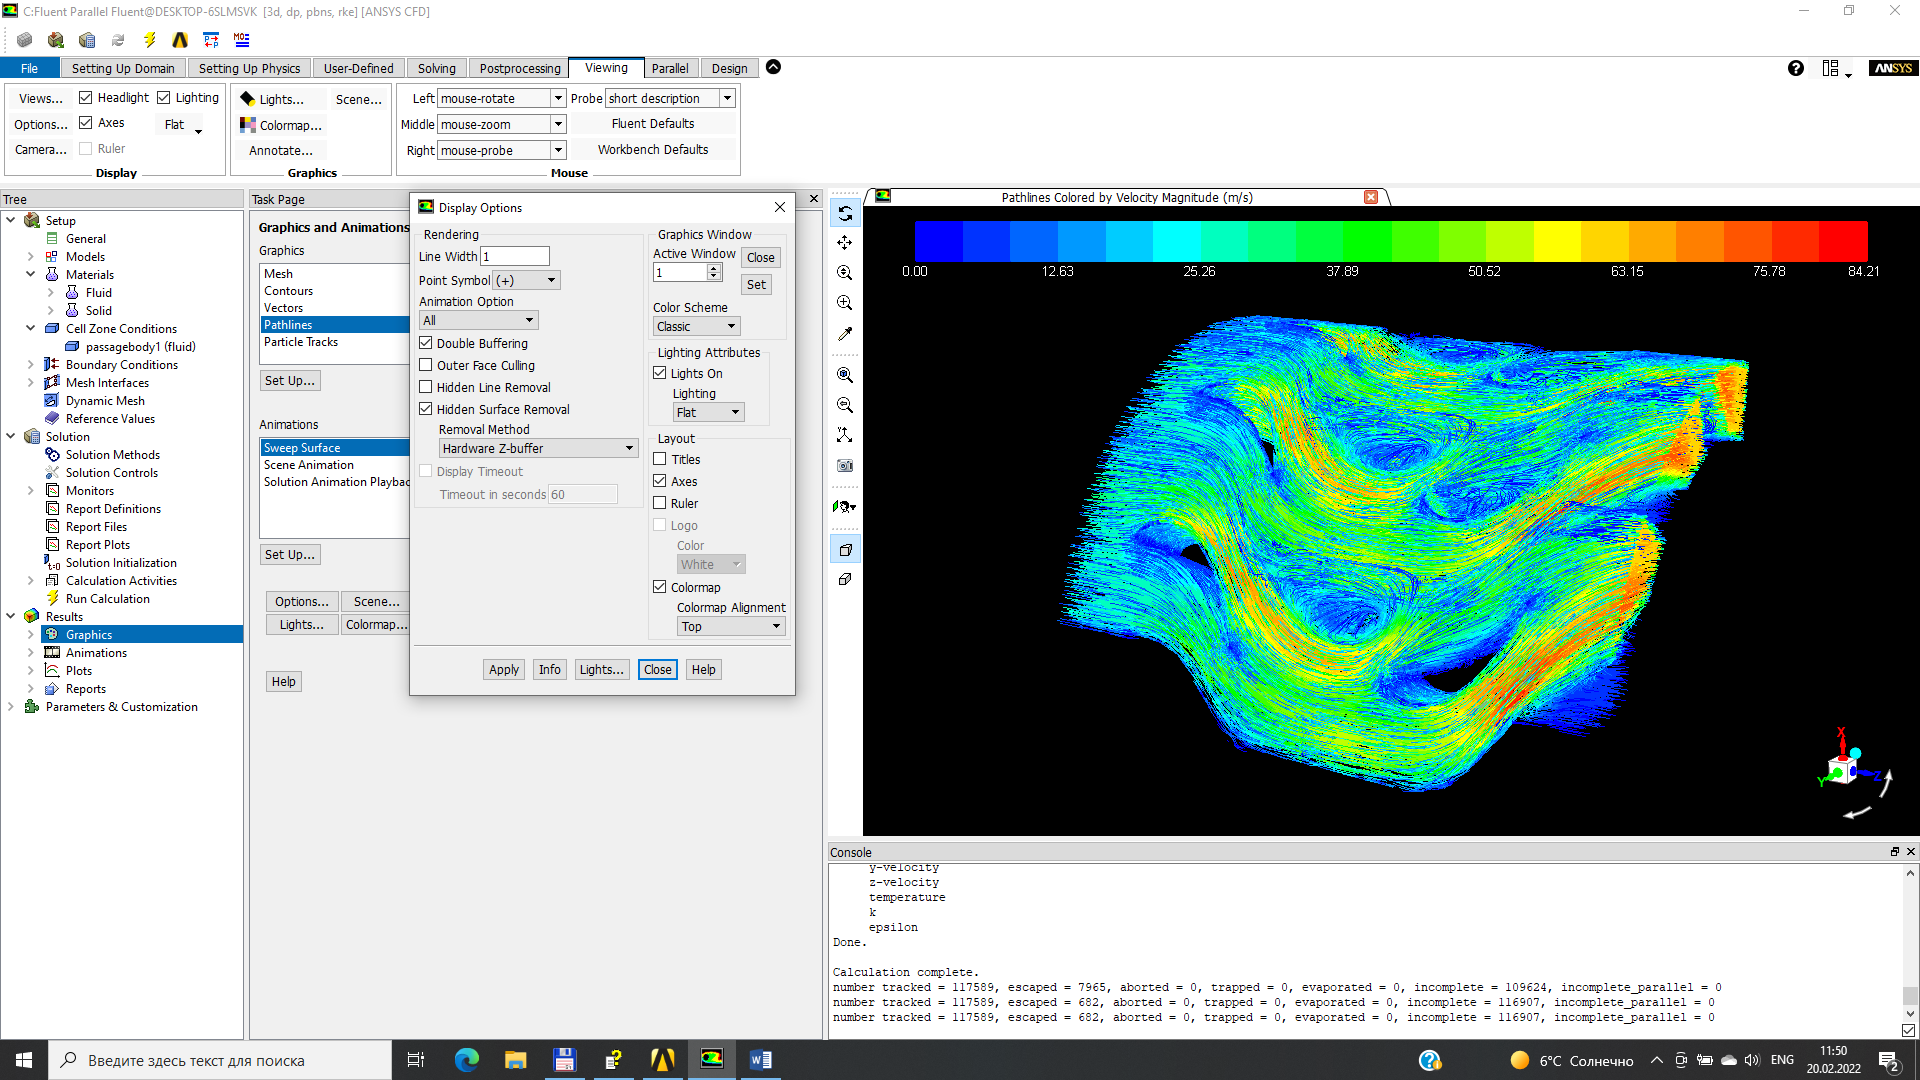 C:Fluent Parallel Fluent@DESKTOP-6SLMSVK [3d, dp, pbns, rke] [ANSYS CFD]
File Setting Up Domain Setting Up Physics User-Defined Solving Postprocessing Viewing Parallel Design ANSYS
Views... Headlight Lighting
Options... Axes Flat
Camera... Ruler
Display
Lights... Scene...
Colormap...
Annotate...
Graphics
Left mouse-rotate Probe short description
Middle mouse-zoom Fluent Defaults
Right mouse-probe Workbench Defaults
Mouse
Tree
Setup
General
Models
Materials
Fluid
Solid
Cell Zone Conditions
passagebody1 (fluid)
Boundary Conditions
Mesh Interfaces
Dynamic Mesh
Reference Values
Solution
Solution Methods
Solution Controls
Monitors
Report Definitions
Report Files
Report Plots
Solution Initialization
Calculation Activities
Run Calculation
Results
Graphics
Animations
Plots
Reports
Parameters & Customization
Task Page
Graphics and Animations
Graphics
Mesh
Contours
Vectors
Pathlines
Particle Tracks
Set Up...
Animations
Sweep Surface
Scene Animation
Solution Animation Playba
Set Up...
Options... Scene...
Lights... Colormap...
Help
Display Options
Rendering
Line Width 1
Point Symbol (+)
Animation Option
All
Double Buffering
Outer Face Culling
Hidden Line Removal
Hidden Surface Removal
Removal Method
Hardware Z-buffer
Display Timeout
Timeout in seconds 60
Graphics Window
Active Window Close
1 Set
Color Scheme
Classic
Lighting Attributes
Lights On
Lighting
Flat
Layout
Titles
Axes
Ruler
Logo
Color
White
Colormap
Colormap Alignment
Top
Apply Info Lights... Close Help
Pathlines Colored by Velocity Magnitude (m/s)
0.00 12.63 25.26 37.89 50.52 63.15 75.78 84.21
X
Y Z
Console
y-velocity
z-velocity
temperature
k
epsilon
Done.
Calculation complete.
number tracked = 117589, escaped = 7965, aborted = 0, trapped = 0, evaporated = 0, incomplete = 109624, incomplete_parallel = 0
number tracked = 117589, escaped = 682, aborted = 0, trapped = 0, evaporated = 0, incomplete = 116907, incomplete_parallel = 0
number tracked = 117589, escaped = 682, aborted = 0, trapped = 0, evaporated = 0, incomplete = 116907, incomplete_parallel = 0
Введите здесь текст для поиска
6°C Солнечно ENG 11:50
20.02.2022 2